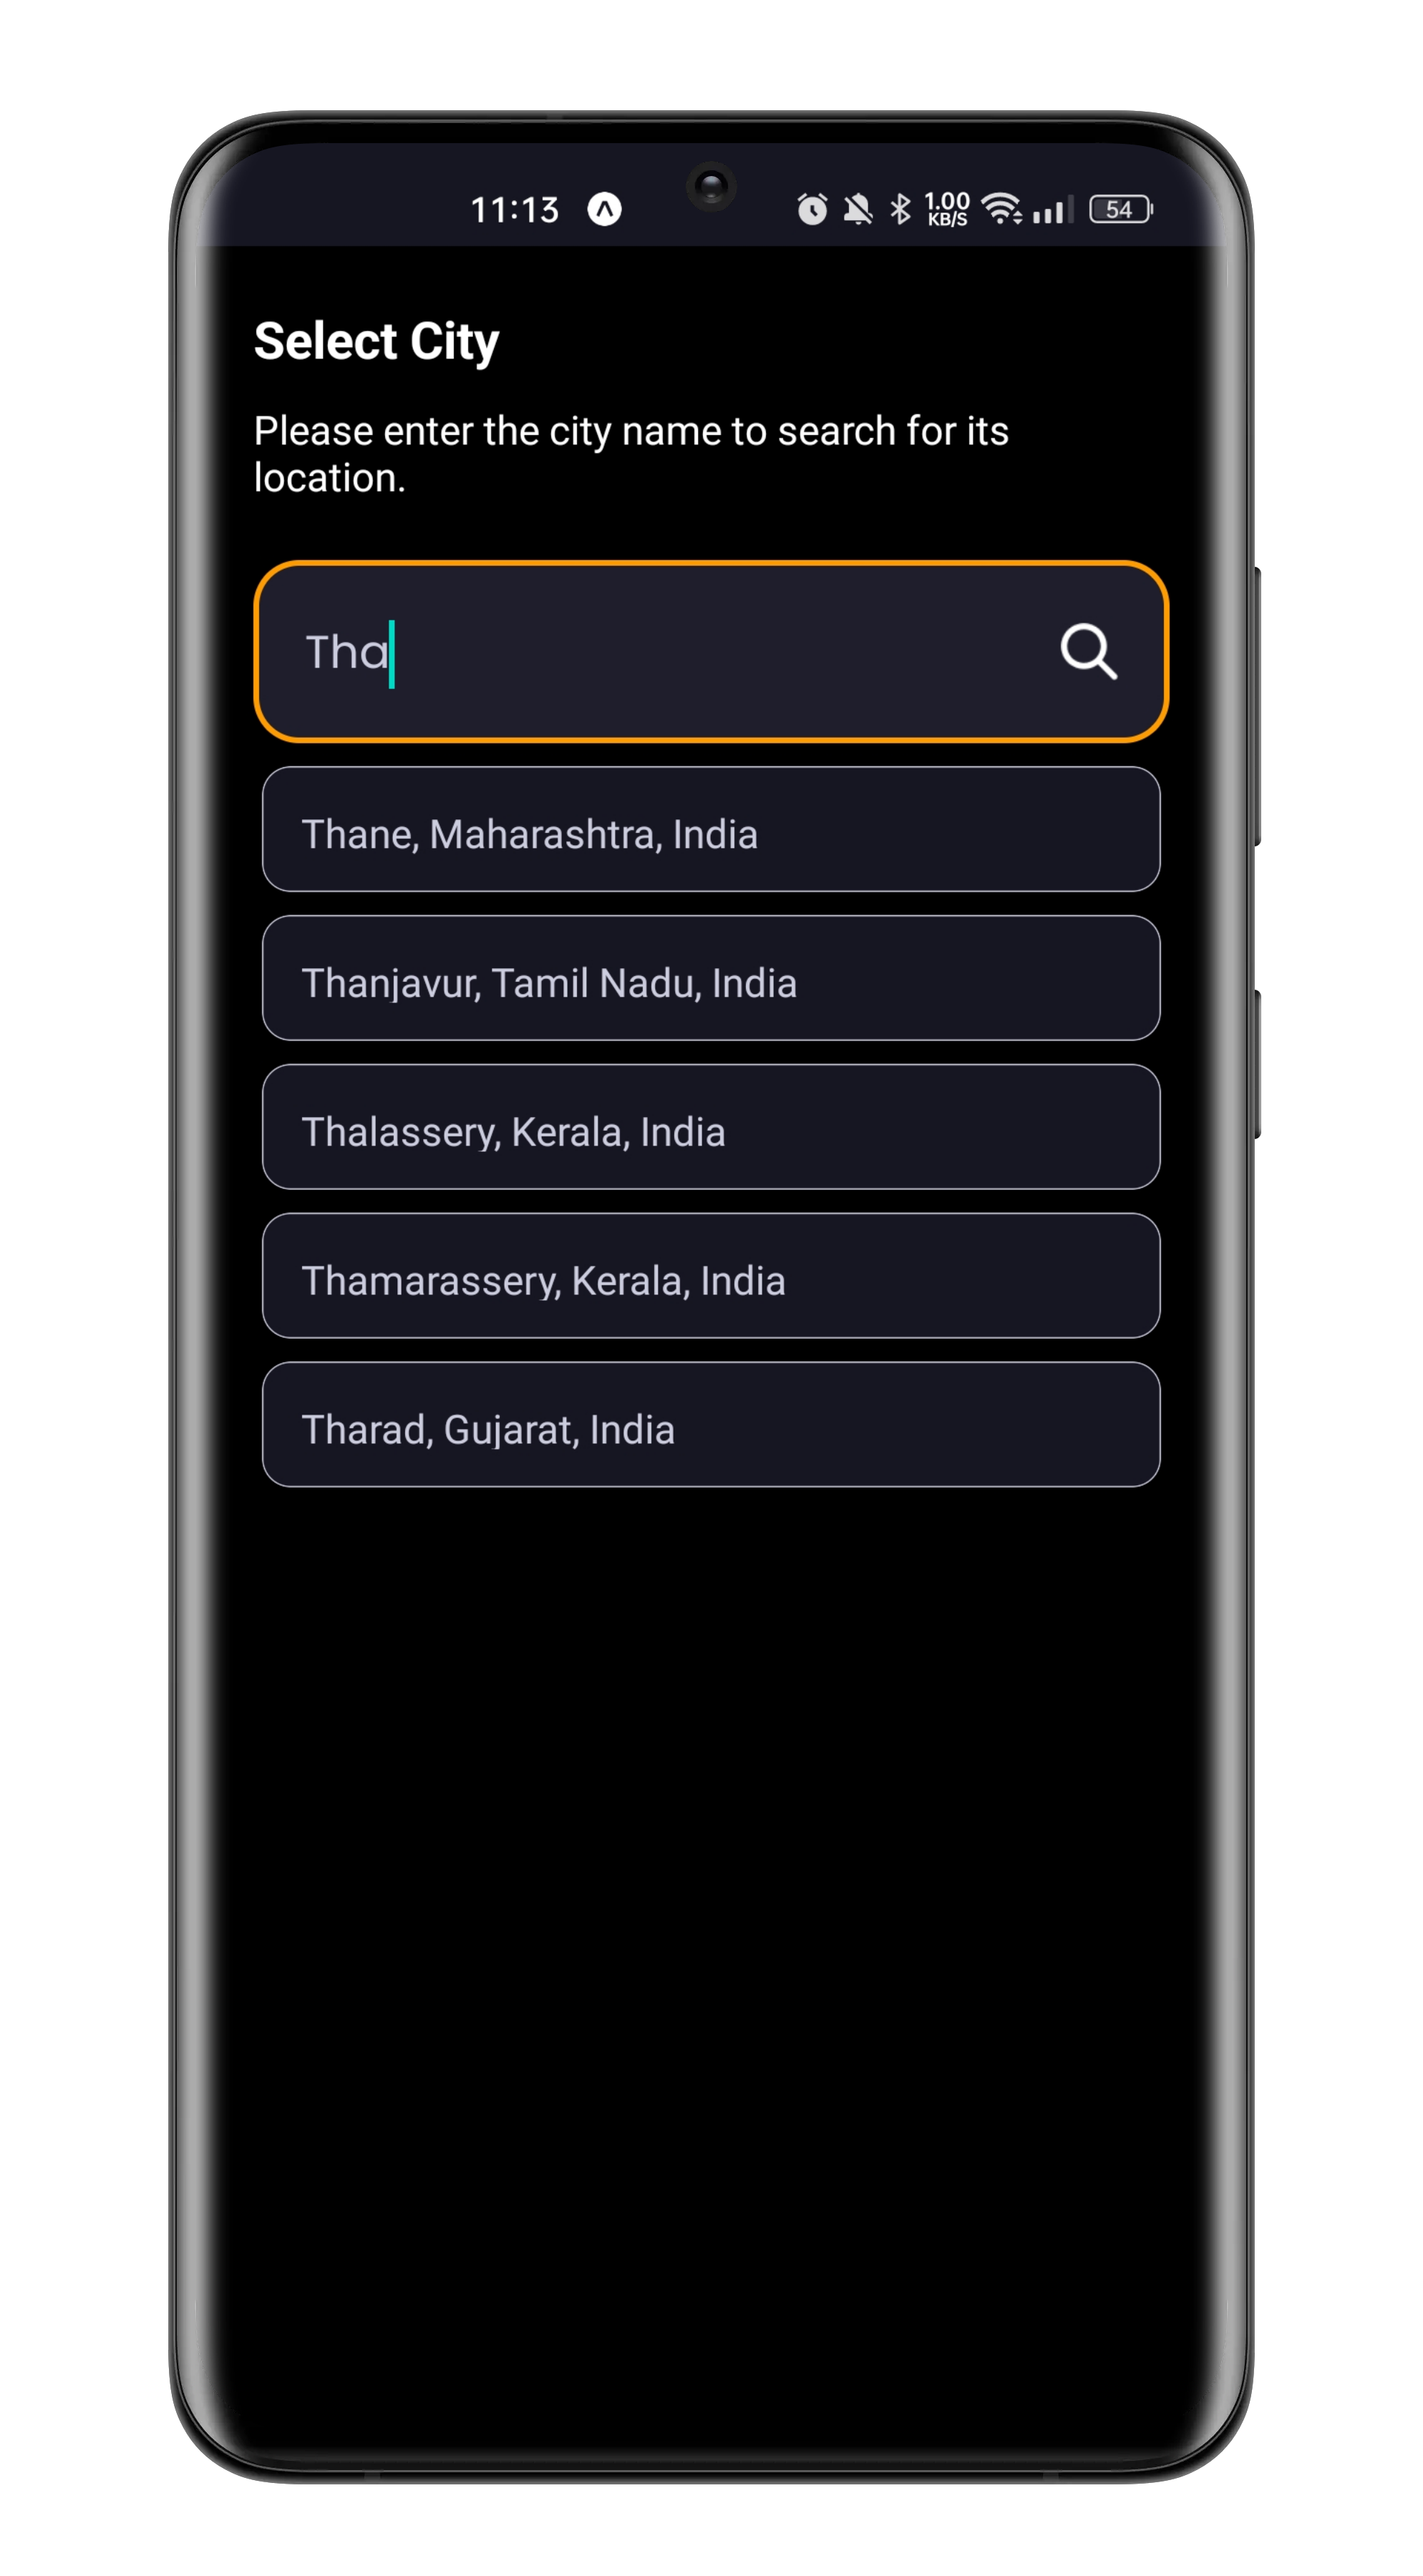 11:13 1.00 KB/S 54
Select City
Please enter the city name to search for its
location.
Tha
Thane, Maharashtra, India
Thanjavur, Tamil Nadu, India
Thalassery, Kerala, India
Thamarassery, Kerala, India
Tharad, Gujarat, India